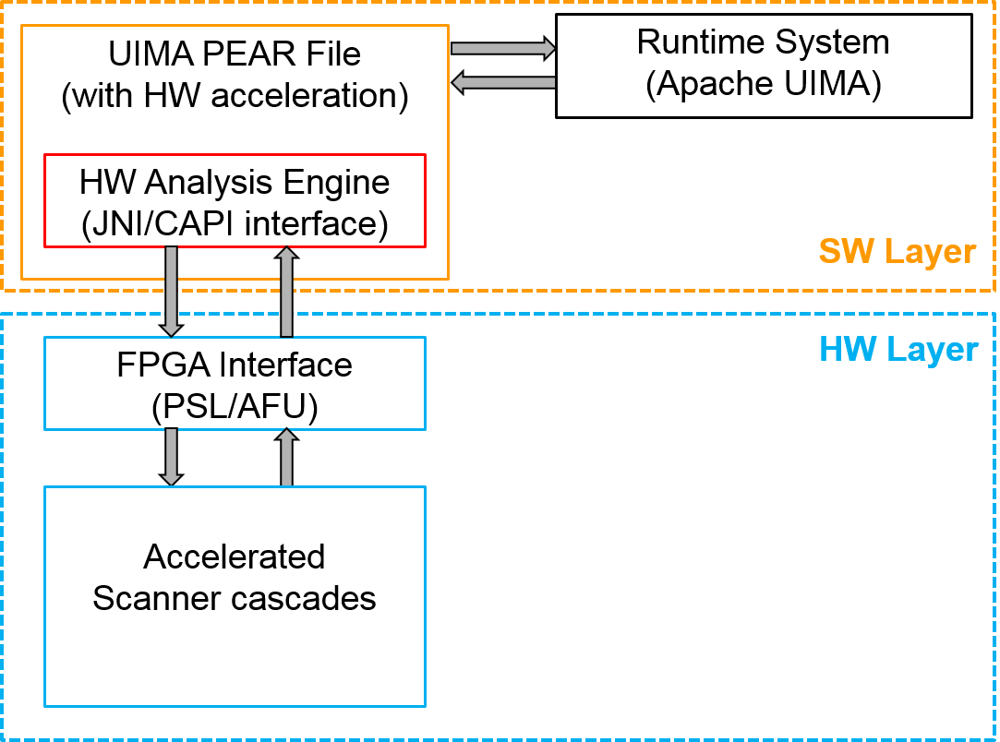 UIMA PEAR File
(with HW acceleration)
Runtime System
(Apache UIMA)
HW Analysis Engine
(JNI/CAPI interface)
SW Layer
HW Layer
FPGA Interface
(PSL/AFU)
Accelerated
Scanner cascades